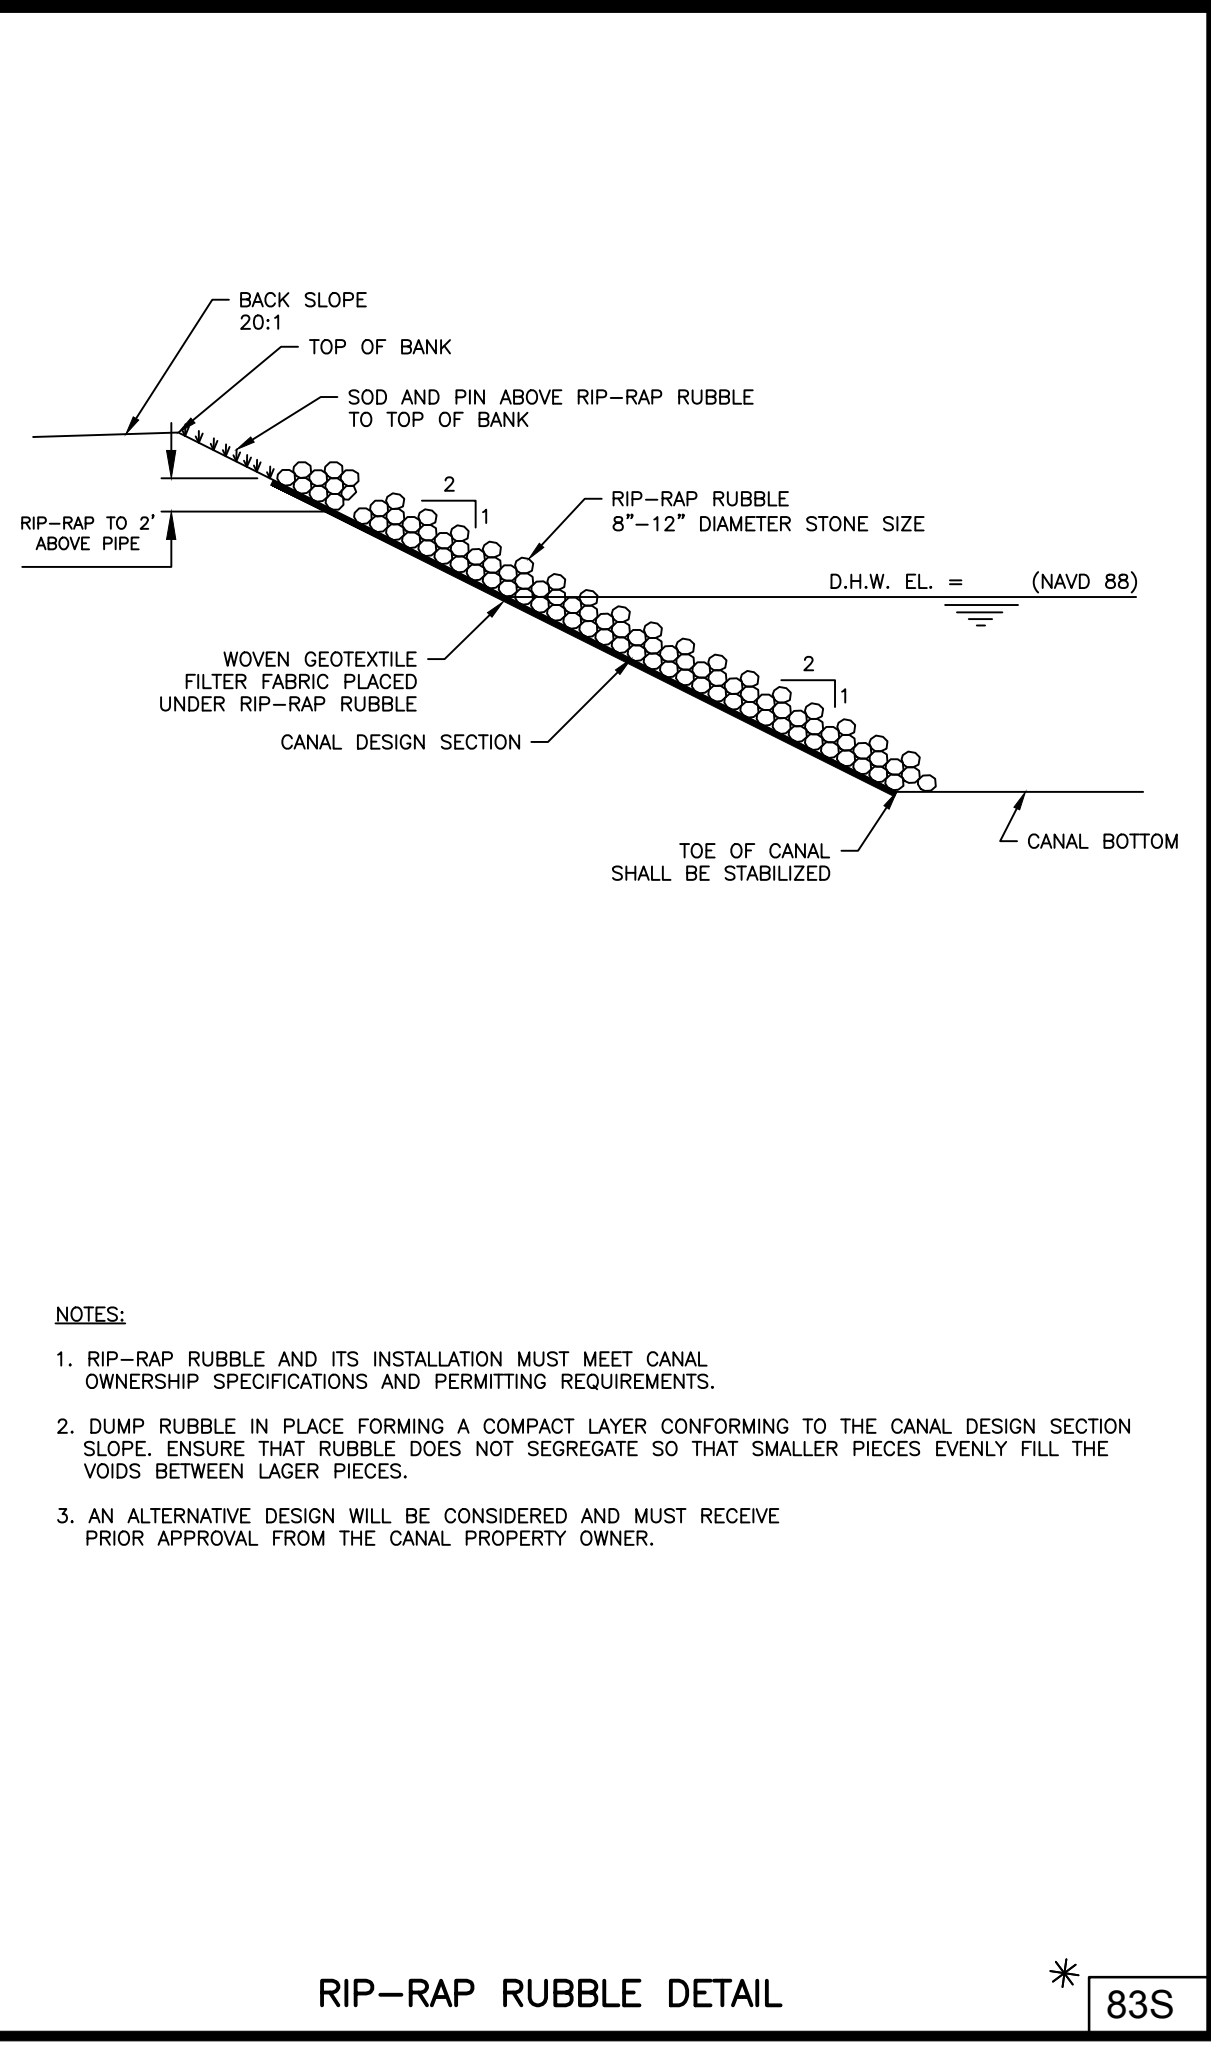 BACK SLOPE
20:1
TOP OF BANK
SOD AND PIN ABOVE RIP-RAP RUBBLE
TO TOP OF BANK
2
1
RIP-RAP RUBBLE
8"-12" DIAMETER STONE SIZE
RIP-RAP TO 2'
ABOVE PIPE
D.H.W. EL. = (NAVD 88)
WOVEN GEOTEXTILE
FILTER FABRIC PLACED
UNDER RIP-RAP RUBBLE
2
1
CANAL DESIGN SECTION
TOE OF CANAL
SHALL BE STABILIZED
CANAL BOTTOM
NOTES:
1. RIP-RAP RUBBLE AND ITS INSTALLATION MUST MEET CANAL
OWNERSHIP SPECIFICATIONS AND PERMITTING REQUIREMENTS.
2. DUMP RUBBLE IN PLACE FORMING A COMPACT LAYER CONFORMING TO THE CANAL DESIGN SECTION
SLOPE. ENSURE THAT RUBBLE DOES NOT SEGREGATE SO THAT SMALLER PIECES EVENLY FILL THE
VOIDS BETWEEN LAGER PIECES.
3. AN ALTERNATIVE DESIGN WILL BE CONSIDERED AND MUST RECEIVE
PRIOR APPROVAL FROM THE CANAL PROPERTY OWNER.
RIP-RAP RUBBLE DETAIL
*
83S